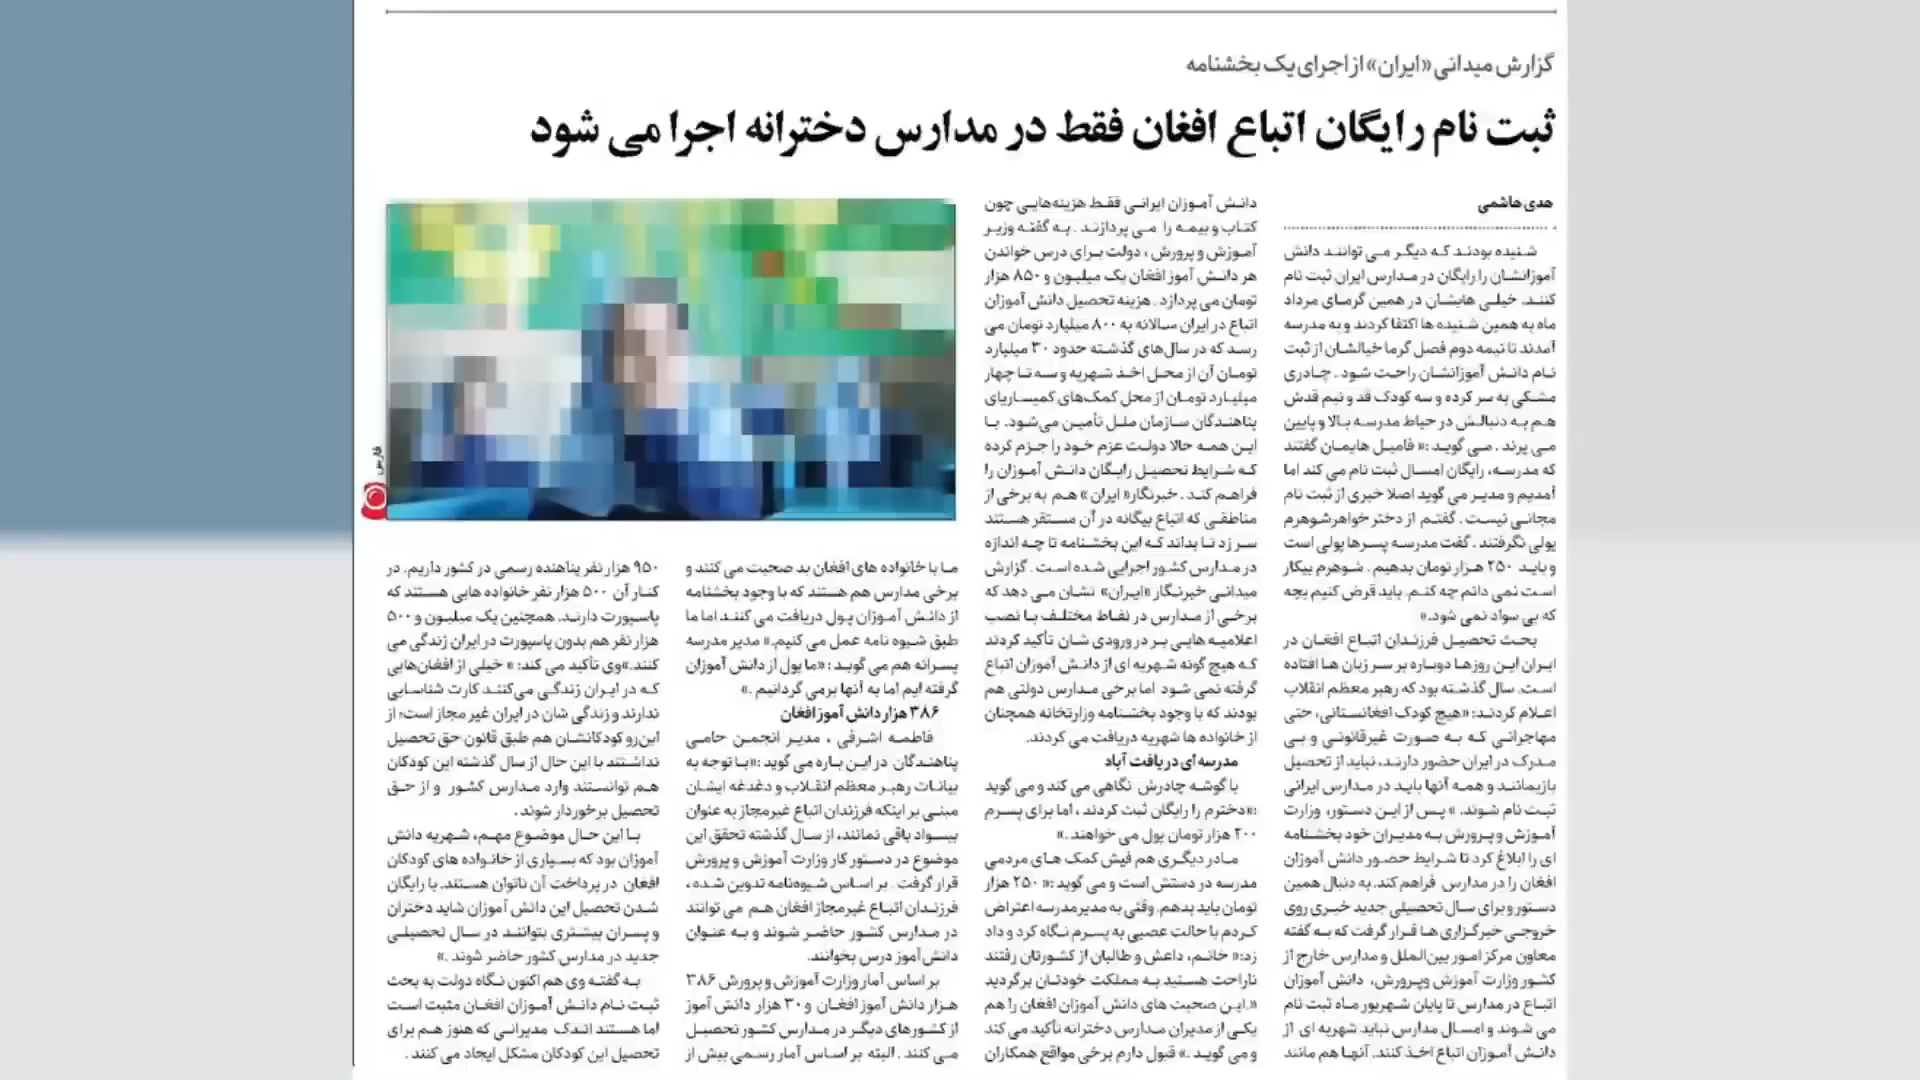 گزارش میدانی «ایران» از اجرای یک بخشنامه
ثبت نام رایگان اتباع افغان فقط در مدارس دخترانه اجرا می شود
هدی هاشمی
شنیده بودند که دیگر می توانند دانش
آموزانشان را رایگان در مدارس ایران ثبت نام
کنند. خیلی هایشان در همین گرمای مرداد
ماه به همین شنیده ها اکتفا کردند و به مدرسه
آمدند تا نیمه دوم فصل گرما خیالشان از ثبت
نام دانش آموزانشان راحت شود . چادری
مشکی به سر کرده و سه کودک قد و نیم قدش
هم به دنبالش در حیاط مدرسه بالا و پایین
می پرند . می گوید :« فامیل هایمان گفتند
که مدرسه، رایگان امسال ثبت نام می کند اما
آمدیم و مدیر می گوید اصلا خبری از ثبت نام
مجانی نیست . گفتم از دختر خواهرشوهرم
پولی نگرفتند . گفت مدرسه پسرها پولی است
و باید ۲۵۰ هزار تومان بدهیم . شوهرم بیکار
است نمی دانم چه کنم. باید قرض کنیم بچه
که بی سواد نمی شود.»
بحث تحصیل فرزندان اتباع افغان در
ایران این روزها دوباره بر سر زبان ها افتاده
است. سال گذشته بود که رهبر معظم انقلاب
اعلام کردند: «هیچ کودک افغانستانی، حتی
مهاجرانی که به صورت غیرقانونی و بی
مدرک در ایران حضور دارند، نباید از تحصیل
بازبمانند و همه آنها باید در مدارس ایرانی
ثبت نام شوند. » پس از این دستور، وزارت
آموزش و پرورش به مدیران خود بخشنامه
ای را ابلاغ کرد تا شرایط حضور دانش آموزان
افغان را در مدارس فراهم کند. به دنبال همین
دستور و برای سال تحصیلی جدید خبری روی
خروجی خبرگزاری ها قرار گرفت که به گفته
معاون مرکز امور بین‌الملل و مدارس خارج از
کشور وزارت آموزش وپرورش، دانش آموزان
اتباع در مدارس تا پایان شهریور ماه ثبت نام
می شوند و امسال مدارس نباید شهریه ای از
دانش آموزان اتباع اخذ کنند. آنها هم مانند
دانش آموزان ایرانی فقط هزینه‌هایی چون
کتاب و بیمه را می پردازند . به گفته وزیر
آموزش و پرورش ، دولت برای درس خواندن
هر دانش آموز افغان یک میلیون و ۸۵۰ هزار
تومان می پردازد . هزینه تحصیل دانش آموزان
اتباع در ایران سالانه به ۸۰۰ میلیارد تومان می
رسد که در سال‌های گذشته حدود ۳۰ میلیارد
تومان آن از محل اخذ شهریه و سه تا چهار
میلیارد تومان از محل کمک‌های کمیساریای
پناهندگان سازمان ملل تأمین می‌شود. با
این همه حالا دولت عزم خود را جزم کرده
که شرایط تحصیل رایگان دانش آموزان را
فراهم کند . خبرنگار« ایران » هم به برخی از
مناطقی که اتباع بیگانه در آن مستقر هستند
سر زد تا بداند که این بخشنامه تا چه اندازه
در مدارس کشور اجرایی شده است . گزارش
میدانی خبرنگار «ایران» نشان می دهد که
برخی از مدارس در نقاط مختلف با نصب
اعلامیه هایی بر در ورودی شان تأکید کردند
که هیچ گونه شهریه ای از دانش آموزان اتباع
گرفته نمی شود اما برخی مدارس دولتی هم
بودند که با وجود بخشنامه وزارتخانه همچنان
از خانواده ها شهریه دریافت می کردند.
مدرسه ای در یافت آباد
با گوشه چادرش نگاهی می کند و می گوید
:«دخترم را رایگان ثبت کردند ، اما برای پسرم
۲۰۰ هزار تومان پول می خواهند .»
مادر دیگری هم فیش کمک های مردمی
مدرسه در دستش است و می گوید :« ۲۵۰ هزار
تومان باید بدهم. وقتی به مدیر مدرسه اعتراض
کردم با حالت عصبی به پسرم نگاه کرد و داد
زد:« خانم، داعش و طالبان از کشورتان رفتند
ناراحت هستید به مملکت خودتان برگردید
».این صحبت های دانش آموزان افغان را هم
یکی از مدیران مدارس دخترانه تأکید می کند
و می گوید .» قبول دارم برخی مواقع همکاران
فارس
ما با خانواده های افغان بد صحبت می کنند و
برخی مدارس هم هستند که با وجود بخشنامه
از دانش آموزان پول دریافت می کنند اما ما
طبق شیوه نامه عمل می کنیم.» مدیر مدرسه
پسرانه هم می گوید : «ما پول از دانش آموزان
گرفته ایم اما به آنها برمی گردانیم .»
۳۸۶ هزار دانش آموز افغان
فاطمه اشرفی ، مدیر انجمن حامی
پناهندگان در این باره می گوید :«با توجه به
بیانات رهبر معظم انقلاب و دغدغه ایشان
مبنی بر اینکه فرزندان اتباع غیرمجاز به عنوان
بیسواد باقی نمانند، از سال گذشته تحقق این
موضوع در دستور کار وزارت آموزش و پرورش
قرار گرفت . بر اساس شیوه‌نامه تدوین شده ،
فرزندان اتباع غیرمجاز افغان هم می توانند
در مدارس کشور حاضر شوند و به عنوان
دانش‌آموز درس بخوانند.
بر اساس آمار وزارت آموزش و پرورش ۳۸۶
هزار دانش آموز افغان و ۳۰ هزار دانش آموز
از کشورهای دیگر در مدارس کشور تحصیل
می کنند . البته بر اساس آمار رسمی بیش از
۹۵۰ هزار نفر پناهنده رسمی در کشور داریم. در
کنار آن ۵۰۰ هزار نفر خانواده هایی هستند که
پاسپورت دارند. همچنین یک میلیون و ۵۰۰
هزار نفر هم بدون پاسپورت در ایران زندگی می
کنند.»وی تأکید می کند: « خیلی از افغان‌هایی
که در ایران زندگی می‌کنند کارت شناسایی
ندارند و زندگی شان در ایران غیر مجاز است؛ از
این‌رو کودکانشان هم طبق قانون حق تحصیل
نداشتند با این حال از سال گذشته این کودکان
هم توانستند وارد مدارس کشور و از حق
تحصیل برخوردار شوند .
با این حال موضوع مهم، شهریه دانش
آموزان بود که بسیاری از خانواده های کودکان
افغان در پرداخت آن ناتوان هستند. با رایگان
شدن تحصیل این دانش آموزان شاید دختران
و پسران بیشتری بتوانند در سال تحصیلی
جدید در مدارس کشور حاضر شوند .»
به گفته وی هم اکنون نگاه دولت به بحث
ثبت نام دانش آموزان افغان مثبت است
اما هستند اندک مدیرانی که هنوز هم برای
تحصیل این کودکان مشکل ایجاد می کنند .